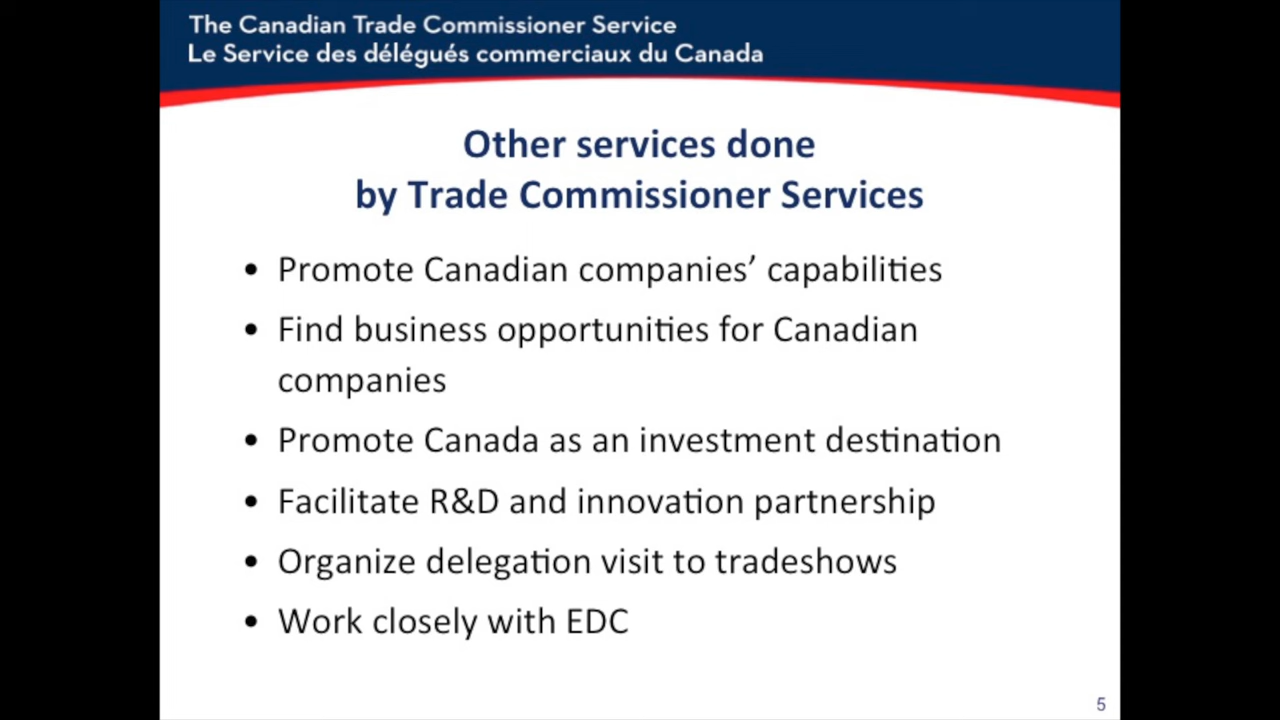 The Canadian Trade Commissioner Service
Le Service des délégués commerciaux du Canada
Other services done
by Trade Commissioner Services
• Promote Canadian companies’ capabilities
• Find business opportunities for Canadian
companies
• Promote Canada as an investment destination
• Facilitate R&D and innovation partnership
• Organize delegation visit to tradeshows
• Work closely with EDC
5